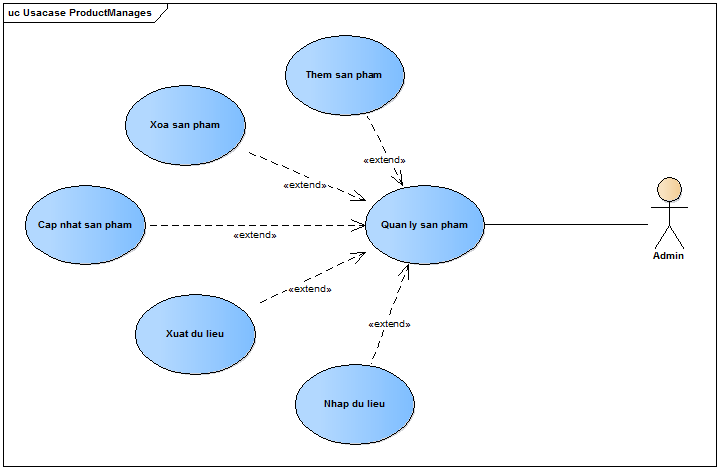 uc Usacase ProductManages
Them san pham
Xoa san pham
«extend»
«extend»
Cap nhat san pham
«extend»
Quan ly san pham
Admin
«extend»
Xuat du lieu
«extend»
Nhap du lieu